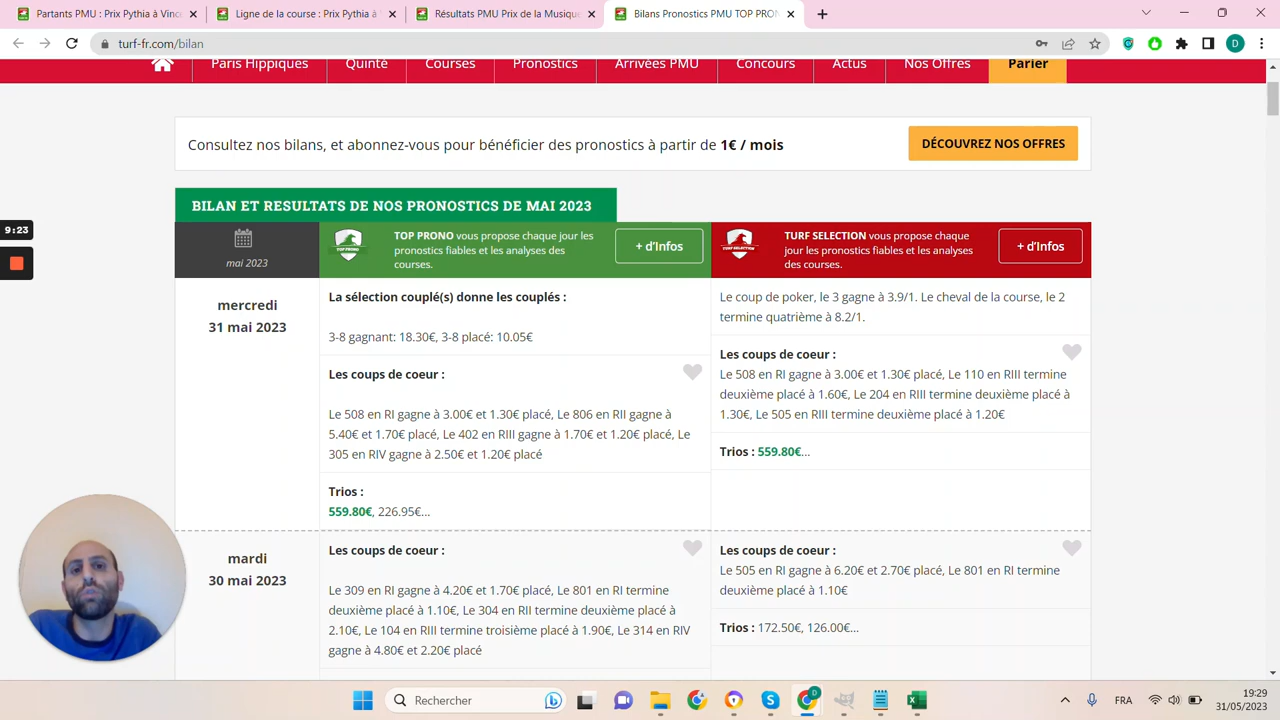 Partants PMU : Prix Pythia à Vince
Ligne de la course : Prix Pythia à
Résultats PMU Prix de la Musique
Bilans Pronostics PMU TOP PRON
turf-fr.com/bilan
D
Paris Hippiques
Quinté
Courses
Pronostics
Arrivées PMU
Concours
Actus
Nos Offres
Parier
Consultez nos bilans, et abonnez-vous pour bénéficier des pronostics à partir de 1€ / mois
DÉCOUVREZ NOS OFFRES
BILAN ET RESULTATS DE NOS PRONOSTICS DE MAI 2023
9:23
mai 2023
TOP PRONO
TOP PRONO vous propose chaque jour les
pronostics fiables et les analyses des
courses.
+ d'Infos
TURF SELECTION
TURF SELECTION vous propose chaque
jour les pronostics fiables et les analyses
des courses.
+ d'Infos
mercredi
31 mai 2023
La sélection couplé(s) donne les couplés :
3-8 gagnant: 18.30€, 3-8 placé: 10.05€
Les coups de coeur :
Le 508 en RI gagne à 3.00€ et 1.30€ placé, Le 806 en RII gagne à
5.40€ et 1.70€ placé, Le 402 en RIII gagne à 1.70€ et 1.20€ placé, Le
305 en RIV gagne à 2.50€ et 1.20€ placé
Trios :
559.80€, 226.95€...
Le coup de poker, le 3 gagne à 3.9/1. Le cheval de la course, le 2
termine quatrième à 8.2/1.
Les coups de coeur :
Le 508 en RI gagne à 3.00€ et 1.30€ placé, Le 110 en RIII termine
deuxième placé à 1.60€, Le 204 en RIII termine deuxième placé à
1.30€, Le 505 en RIII termine deuxième placé à 1.20€
Trios : 559.80€...
mardi
30 mai 2023
Les coups de coeur :
Le 309 en RI gagne à 4.20€ et 1.70€ placé, Le 801 en RI termine
deuxième placé à 1.10€, Le 304 en RII termine deuxième placé à
2.10€, Le 104 en RIII termine troisième placé à 1.90€, Le 314 en RIV
gagne à 4.80€ et 2.20€ placé
Les coups de coeur :
Le 505 en RI gagne à 6.20€ et 2.70€ placé, Le 801 en RI termine
deuxième placé à 1.10€
Trios : 172.50€, 126.00€...
Rechercher
D
FRA
19:29
31/05/2023